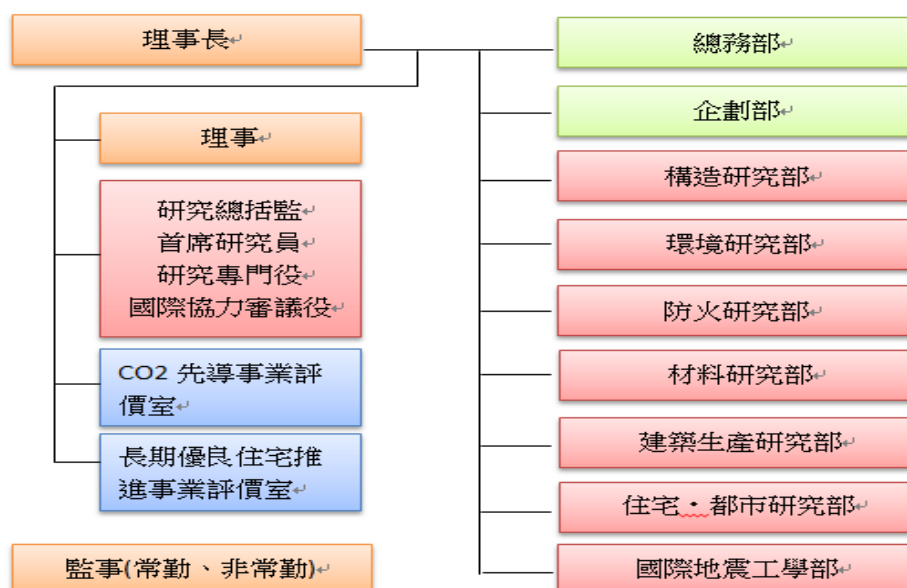 理事長
理事
研究總括監
首席研究員
研究專門役
國際協力審議役
CO2 先導事業評
價室
長期優良住宅推
進事業評價室
監事(常勤、非常勤)
總務部
企劃部
構造研究部
環境研究部
防火研究部
材料研究部
建築生產研究部
住宅・都市研究部
國際地震工學部